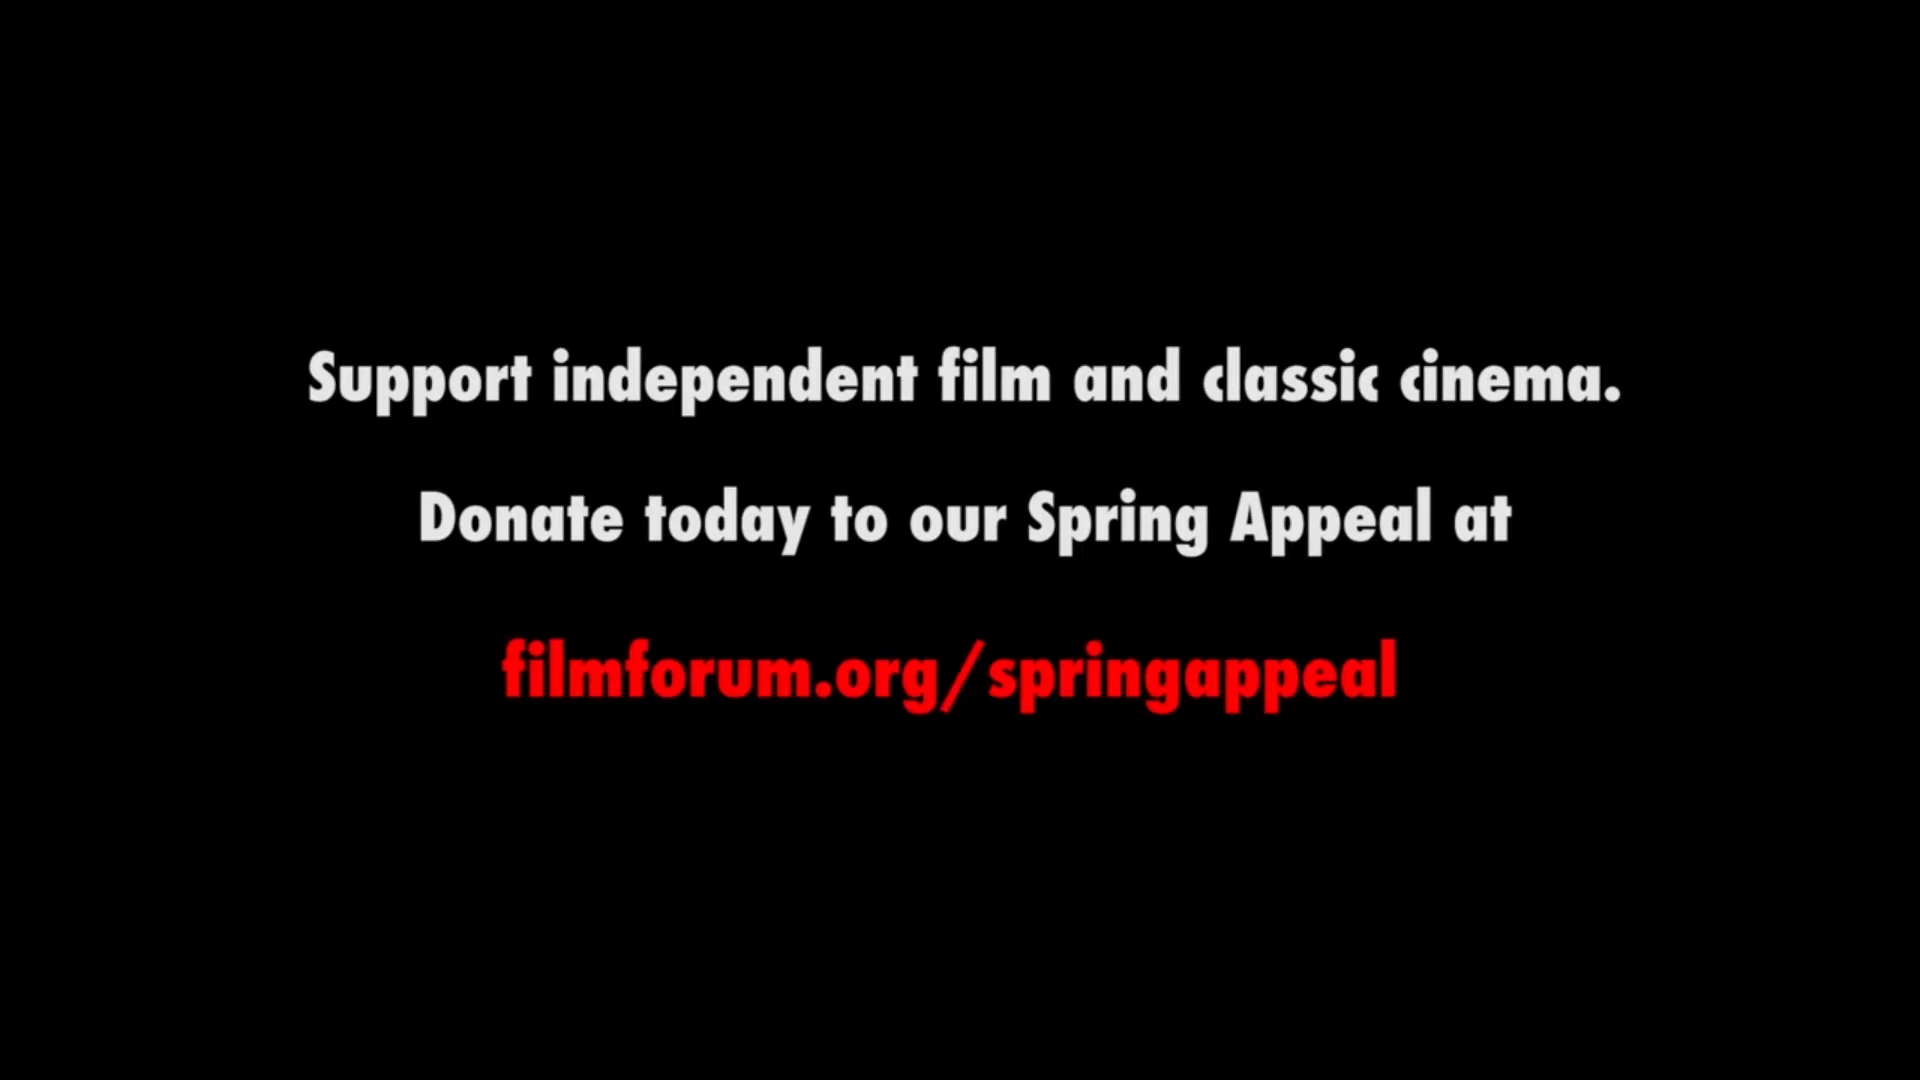 Support independent film and classic cinema.
Donate today to our Spring Appeal at
filmforum.org/springappeal